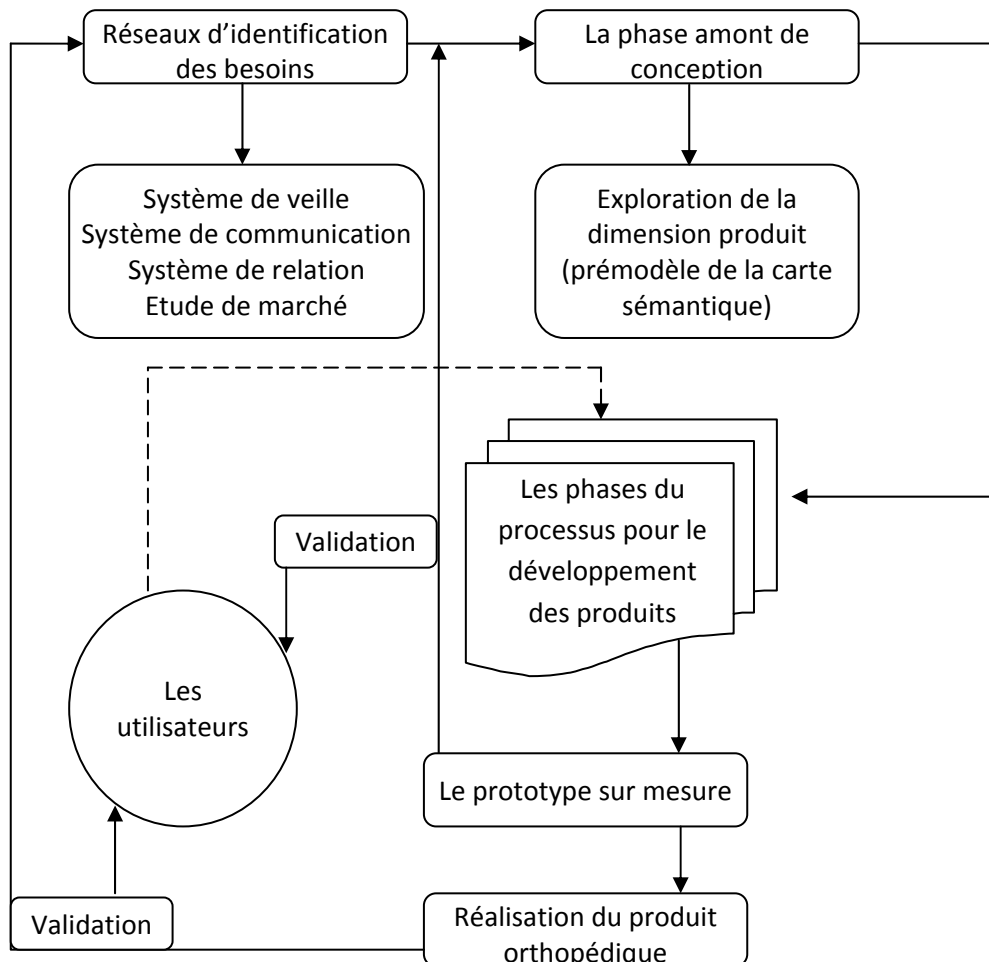 Réseaux d’identification
des besoins
La phase amont de
conception
Système de veille
Système de communication
Système de relation
Etude de marché
Exploration de la
dimension produit
(prémodèle de la carte
sémantique)
Les phases du
processus pour le
développement
des produits
Validation
Les
utilisateurs
Le prototype sur mesure
Validation
Réalisation du produit
orthopédique